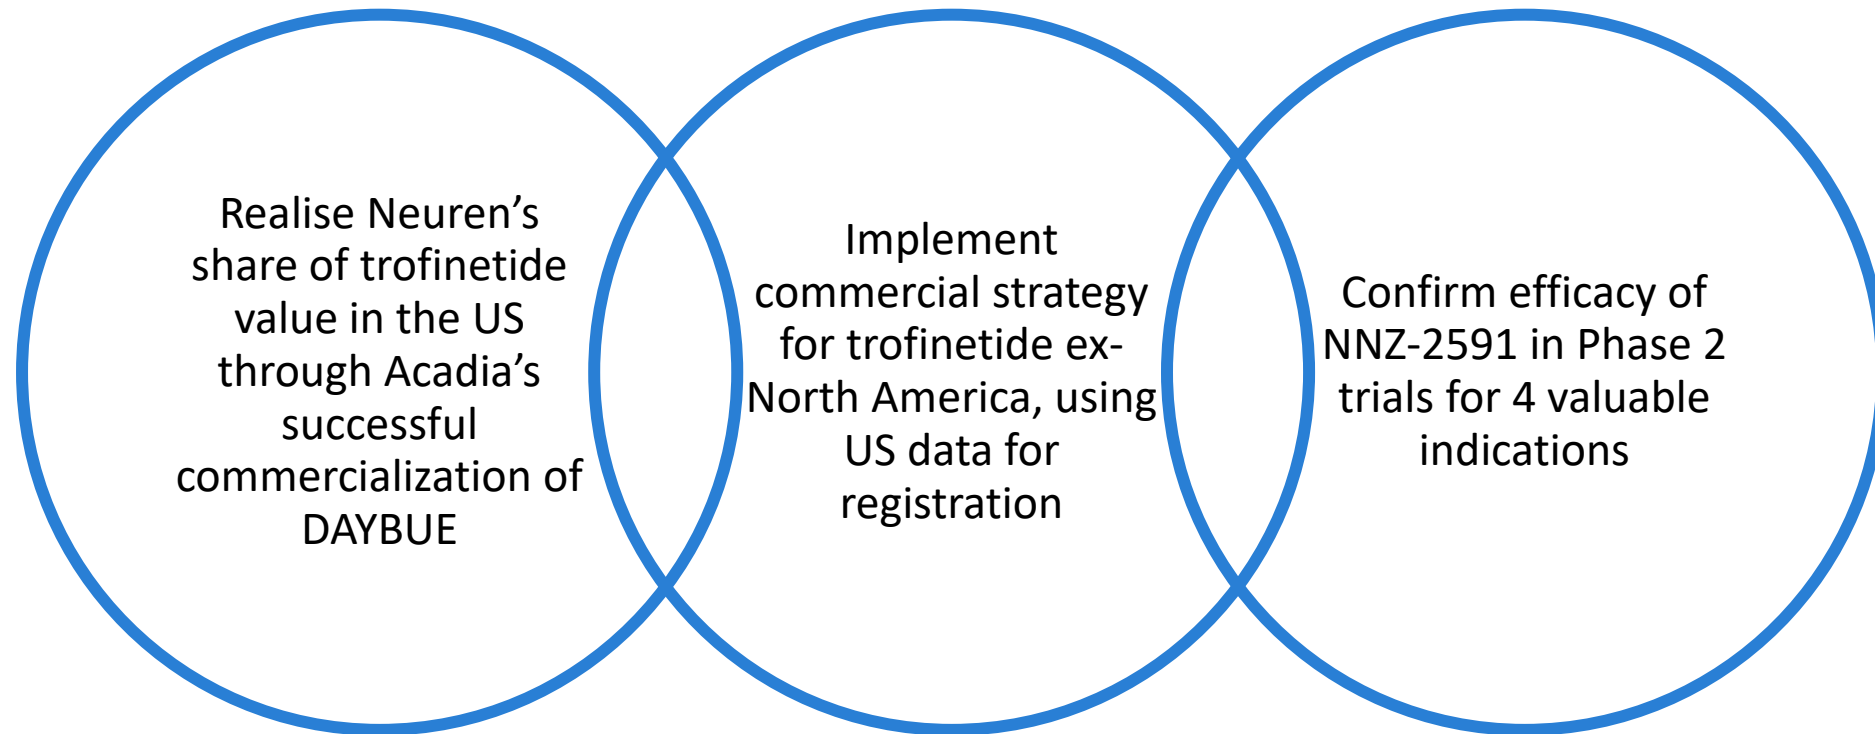 Realise Neuren’s
share of trofinetide
value in the US
through Acadia’s
successful
commercialization of
DAYBUE
Implement
commercial strategy
for trofinetide ex-
North America, using
US data for
registration
Confirm efficacy of
NNZ-2591 in Phase 2
trials for 4 valuable
indications